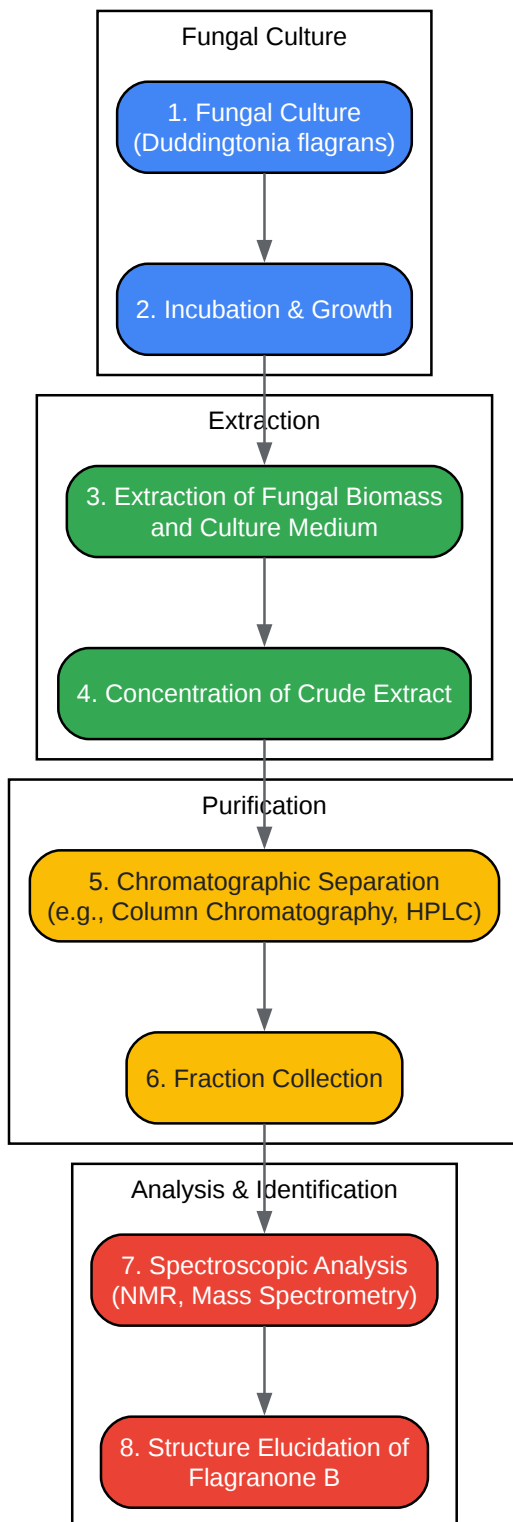 Fungal Culture
1. Fungal Culture
(Duddingtonia flagrans)
2. Incubation & Growth
Extraction
3. Extraction of Fungal Biomass
and Culture Medium
4. Concentration of Crude Extract
Purification
5. Chromatographic Separation
(e.g., Column Chromatography, HPLC)
6. Fraction Collection
Analysis & Identification
7. Spectroscopic Analysis
(NMR, Mass Spectrometry)
8. Structure Elucidation of
Flagranone B